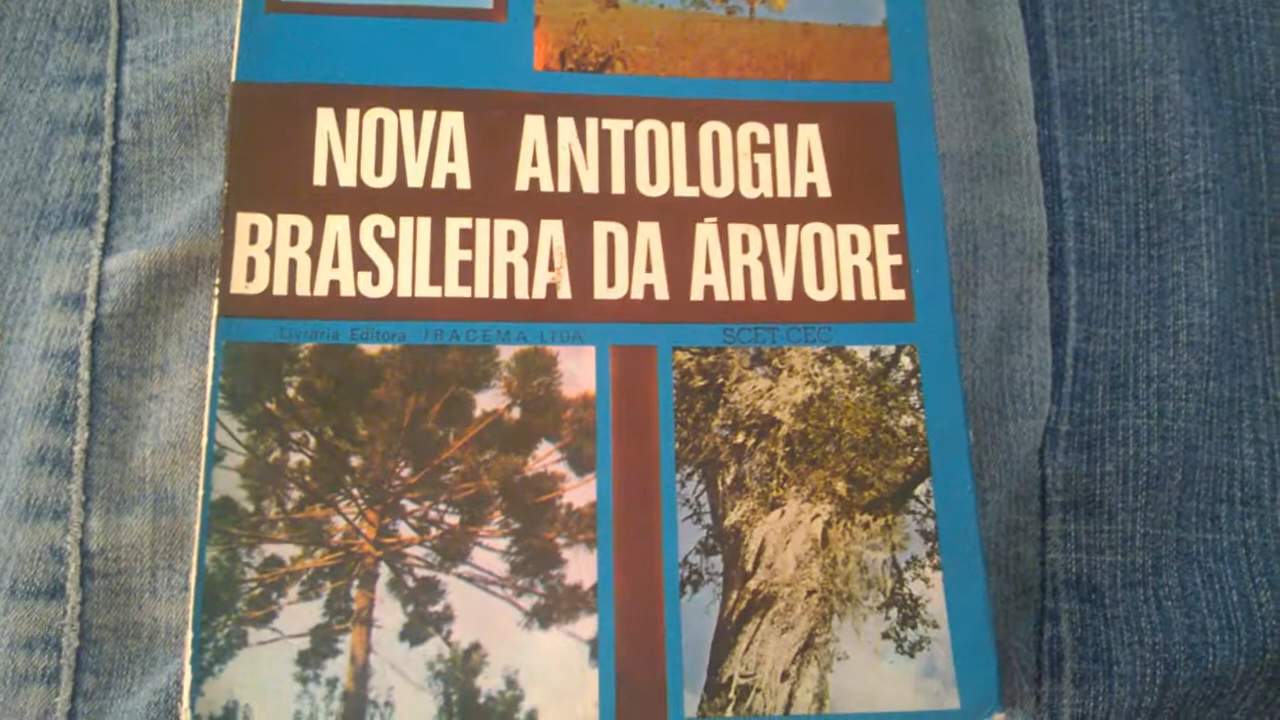 NOVA ANTOLOGIA
BRASILEIRA DA ÁRVORE
Livraria Editora IRACEMA LTDA SCET-CEC